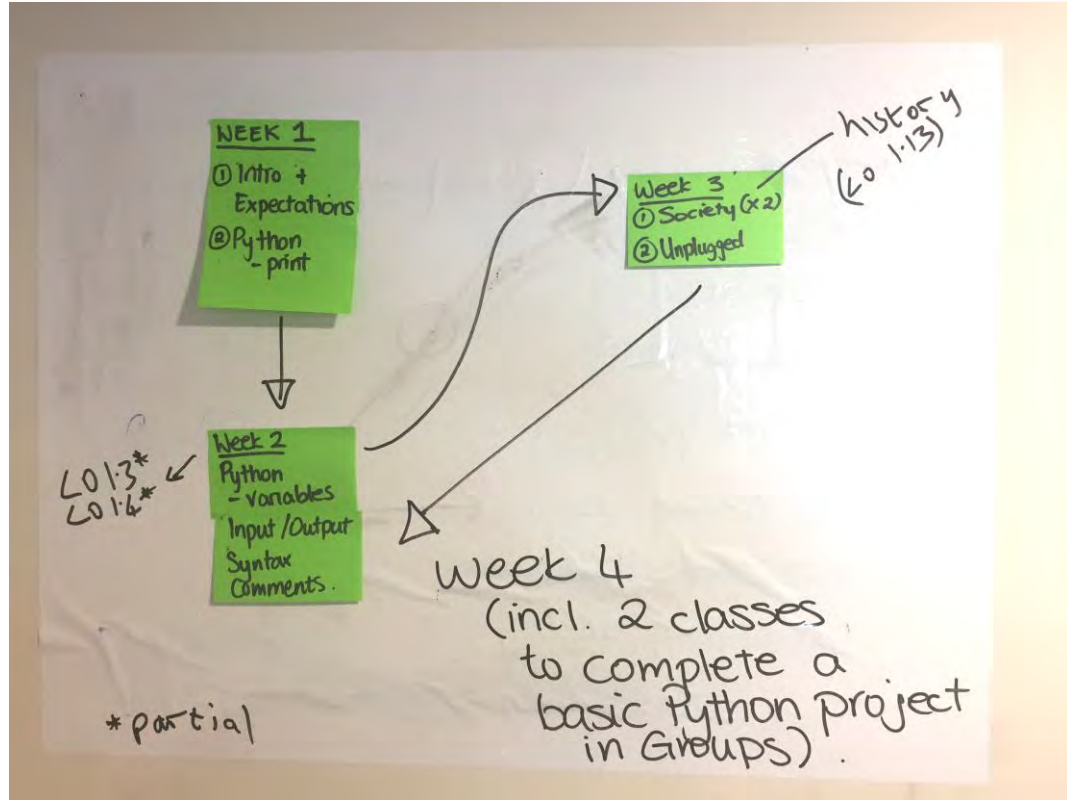 WEEK 1
① Intro +
Expectations
② Python
- print
Week 2
Python
- variables
Input /Output
Syntax
Comments.
LO 1.3*
LO 1.4*
Week 3
① Society (x2)
② Unplugged
history
(LO 1.13)
Week 4
(incl. 2 classes
to complete a
basic Python project
in Groups).
* partial